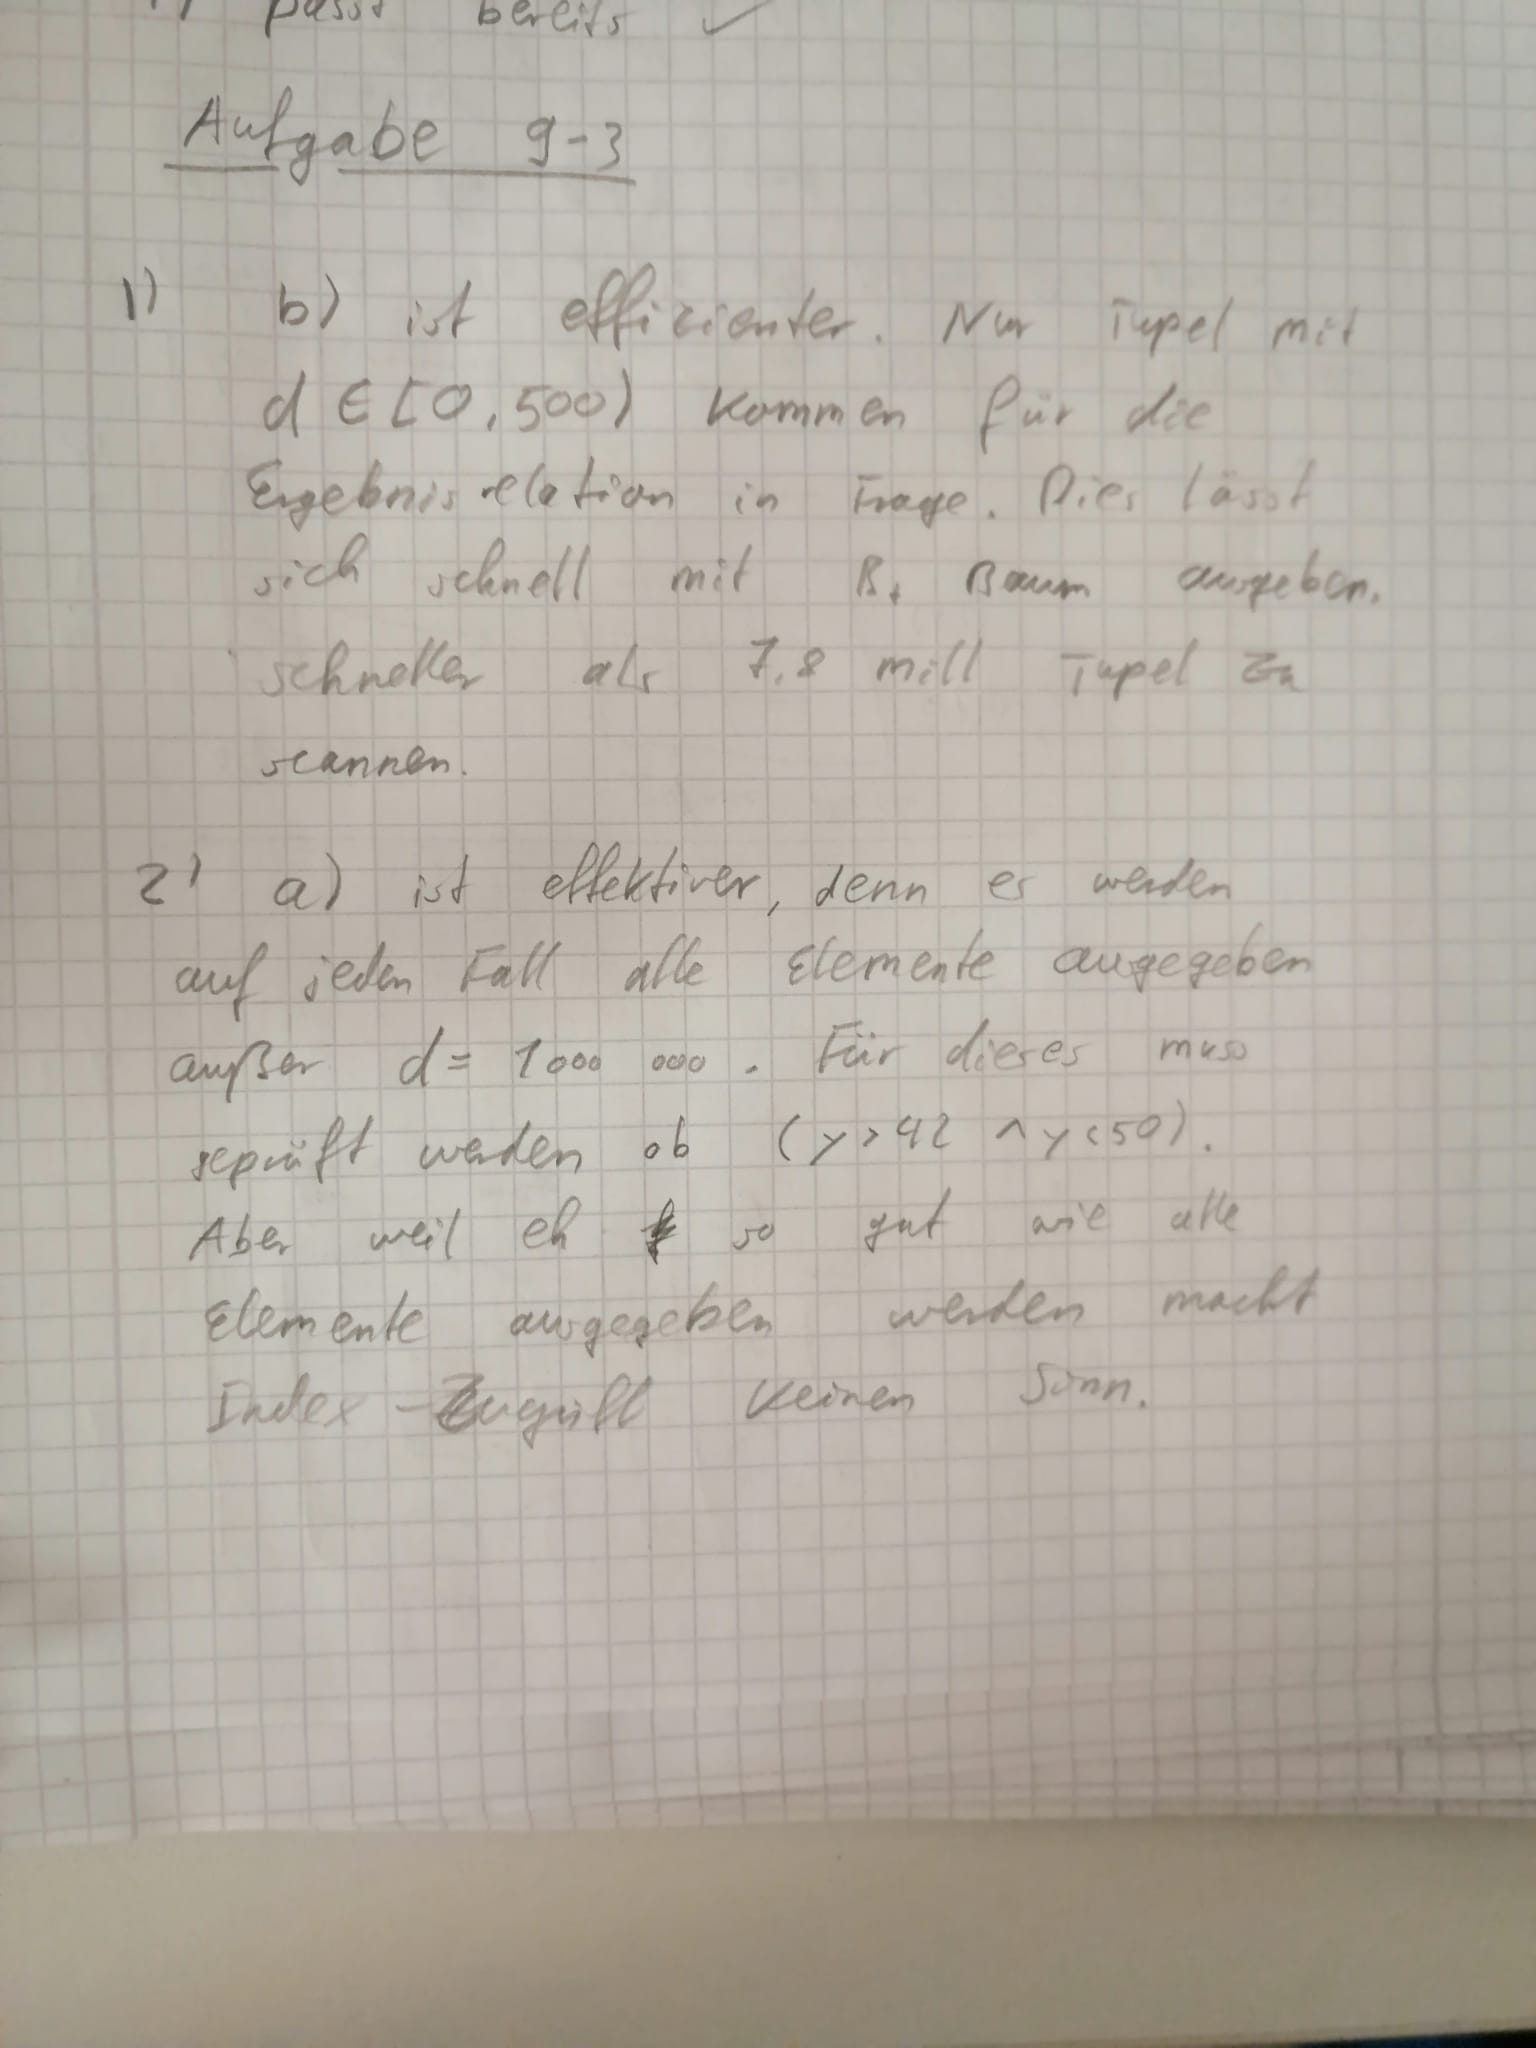 1) passt bereits ✓
Aufgabe 9-3
1) b) ist effizienter. Nur Tupel mit
d ∈ [0, 500) kommen für die
Ergebnisrelation in Frage. Dies lässt
sich schnell mit B+ Baum ausgeben.
schneller als 7,8 mill Tupel zu
scannen.
2) a) ist effektiver, denn es werden
auf jeden Fall alle Elemente ausgegeben
außer d = 1000 000. Für dieses muss
geprüft werden ob (y > 42 ∧ y < 50).
Aber weil eh so gut wie alle
Elemente ausgegeben werden macht
Index-Zugriff keinen Sinn.